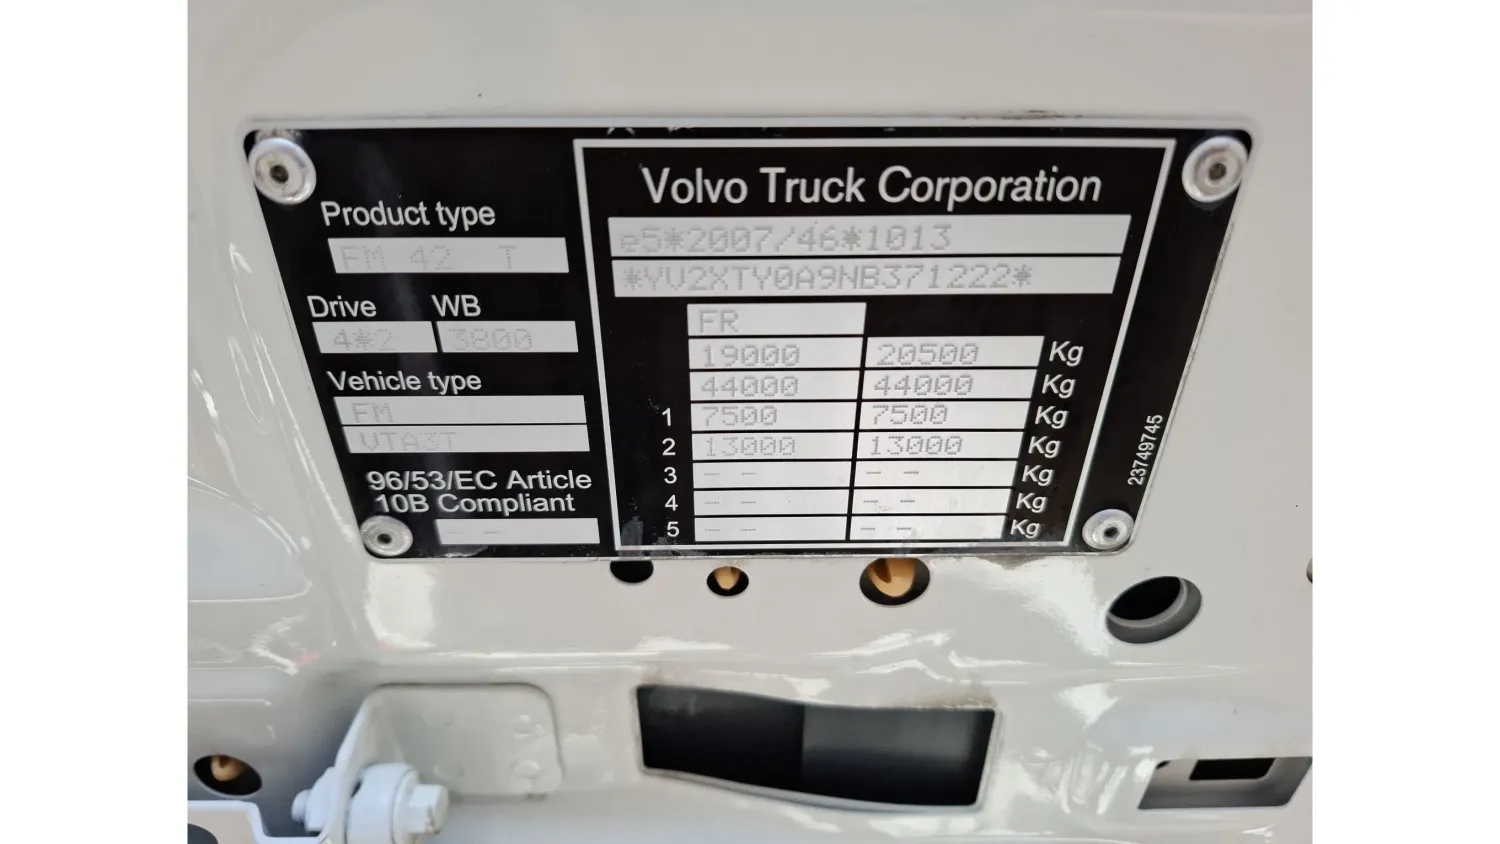 Product type
FM 42 T
Drive WB
4*2 3800
Vehicle type
FM
VTA3T
96/53/EC Article
10B Compliant
-- --
Volvo Truck Corporation
e5*2007/46*1013
*YV2XTY0A9NB371222*
FR
19000 20500 Kg
44000 44000 Kg
1 7500 7500 Kg
2 13000 13000 Kg
3 -- -- -- -- Kg
4 -- -- -- -- Kg
5 -- -- -- -- Kg
23749745